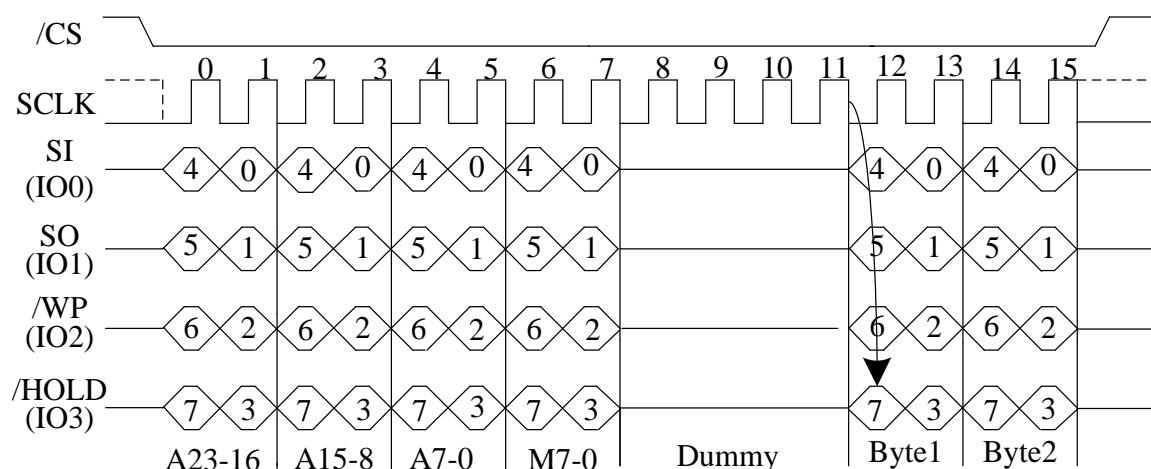 /CS
0 1 2 3 4 5 6 7 8 9 10 11 12 13 14 15
SCLK
SI
(IO0)
4 0 4 0 4 0 4 0 4 0 4 0
SO
(IO1)
5 1 5 1 5 1 5 1 5 1 5 1
/WP
(IO2)
6 2 6 2 6 2 6 2 6 2 6 2
/HOLD
(IO3)
7 3 7 3 7 3 7 3 7 3 7 3
A23-16 A15-8 A7-0 M7-0 Dummy Byte1 Byte2